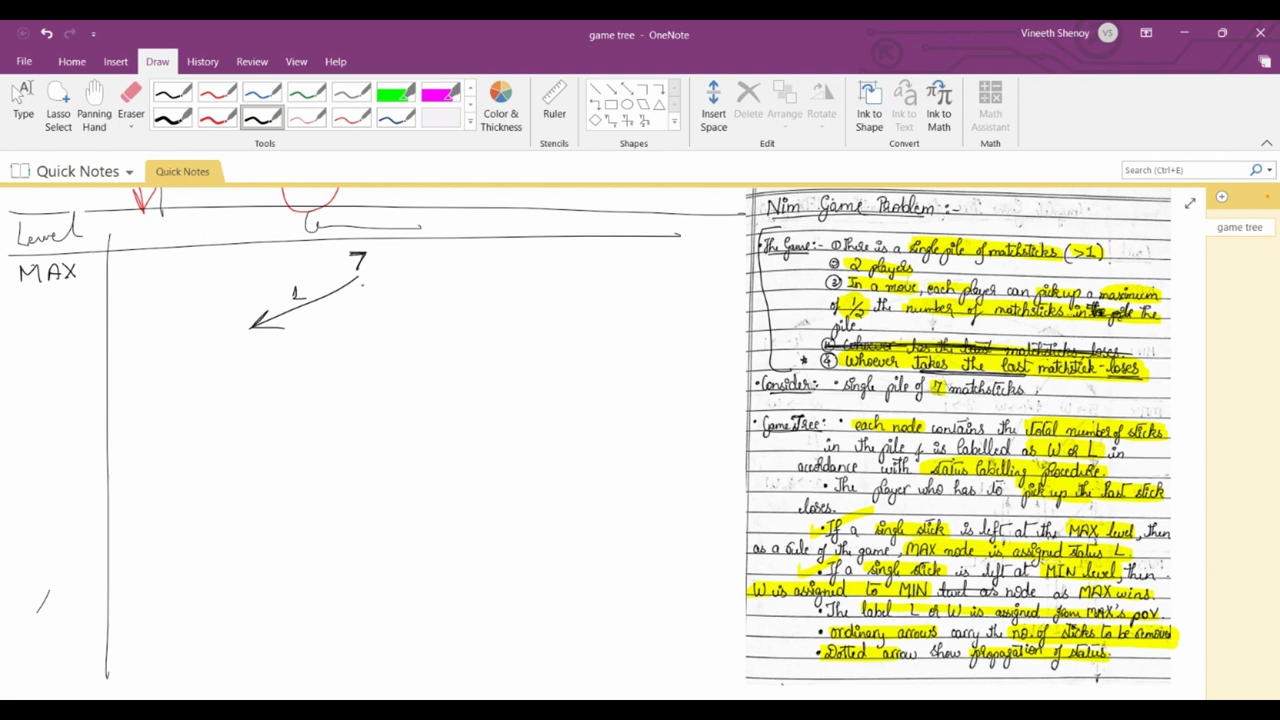 game tree - OneNote
Vineeth Shenoy
VS
File Home Insert Draw History Review View Help
Type
Lasso Select
Panning Hand
Eraser
Color & Thickness
Ruler
Insert Space
Delete
Arrange
Rotate
Ink to Shape
Ink to Text
Ink to Math
Math Assistant
Tools
Stencils
Shapes
Edit
Convert
Math
Quick Notes
Quick Notes
Search (Ctrl+E)
game tree
Level
MAX
7
1
Nim Game Problem:-
• The Game:- ① There is a single pile of matchsticks (>1)
② 2 players
③ In a move, each player can pick up a maximum
of 1/2 the number of matchsticks in the pile the
pile.
has the last matchsticks loses.
* ④ Whoever takes the last matchstick loses
• Consider: • single pile of 7 matchsticks.
• Game Tree: • each node contains the total number of sticks
in the pile & is labelled as W or L in
accordance with status labelling procedure.
• The player who has to pick up the last stick
loses.
• If a single stick is left at the MAX level, then
as a rule of the game, MAX node is assigned status L
• If a single stick is left at MIN level, then
W is assigned to MIN node as MAX wins.
• The label L or W is assigned from MAX's pov.
• ordinary arrows carry the no. of sticks to be removed
• Dotted arrow show propagation of status.